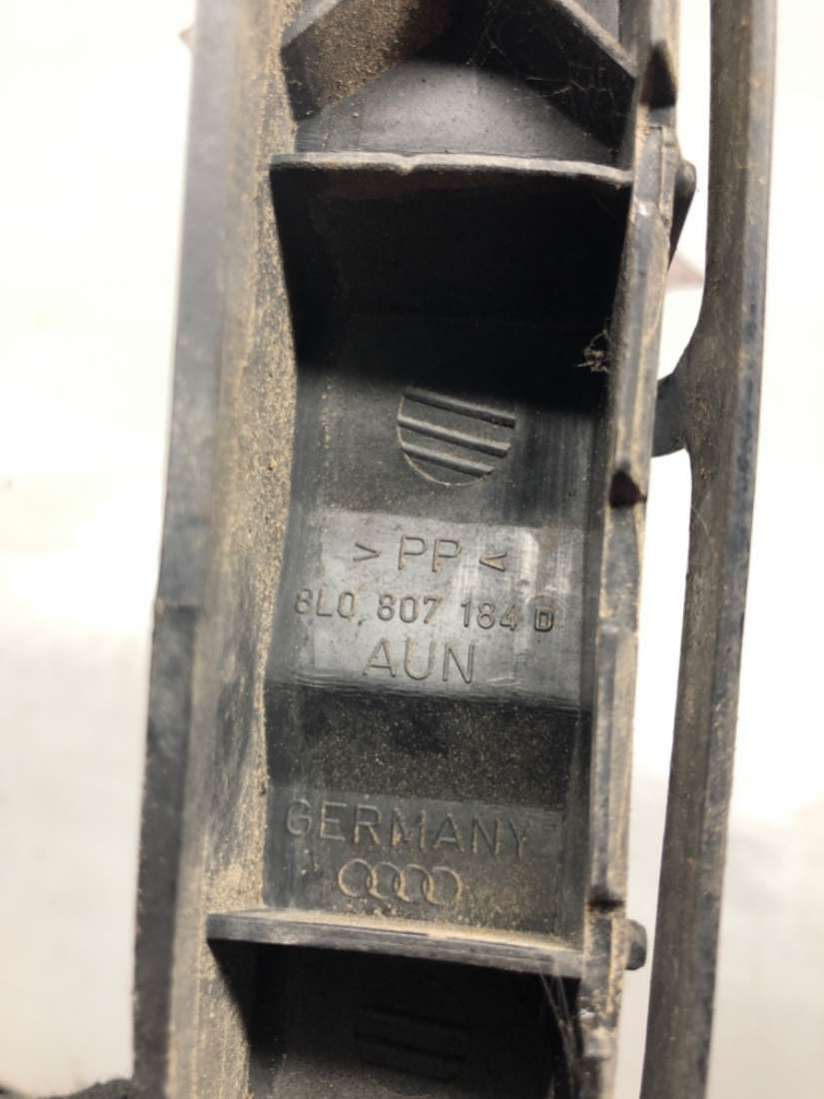 > PP <
8L0, 807 184 D
AUN
GERMANY